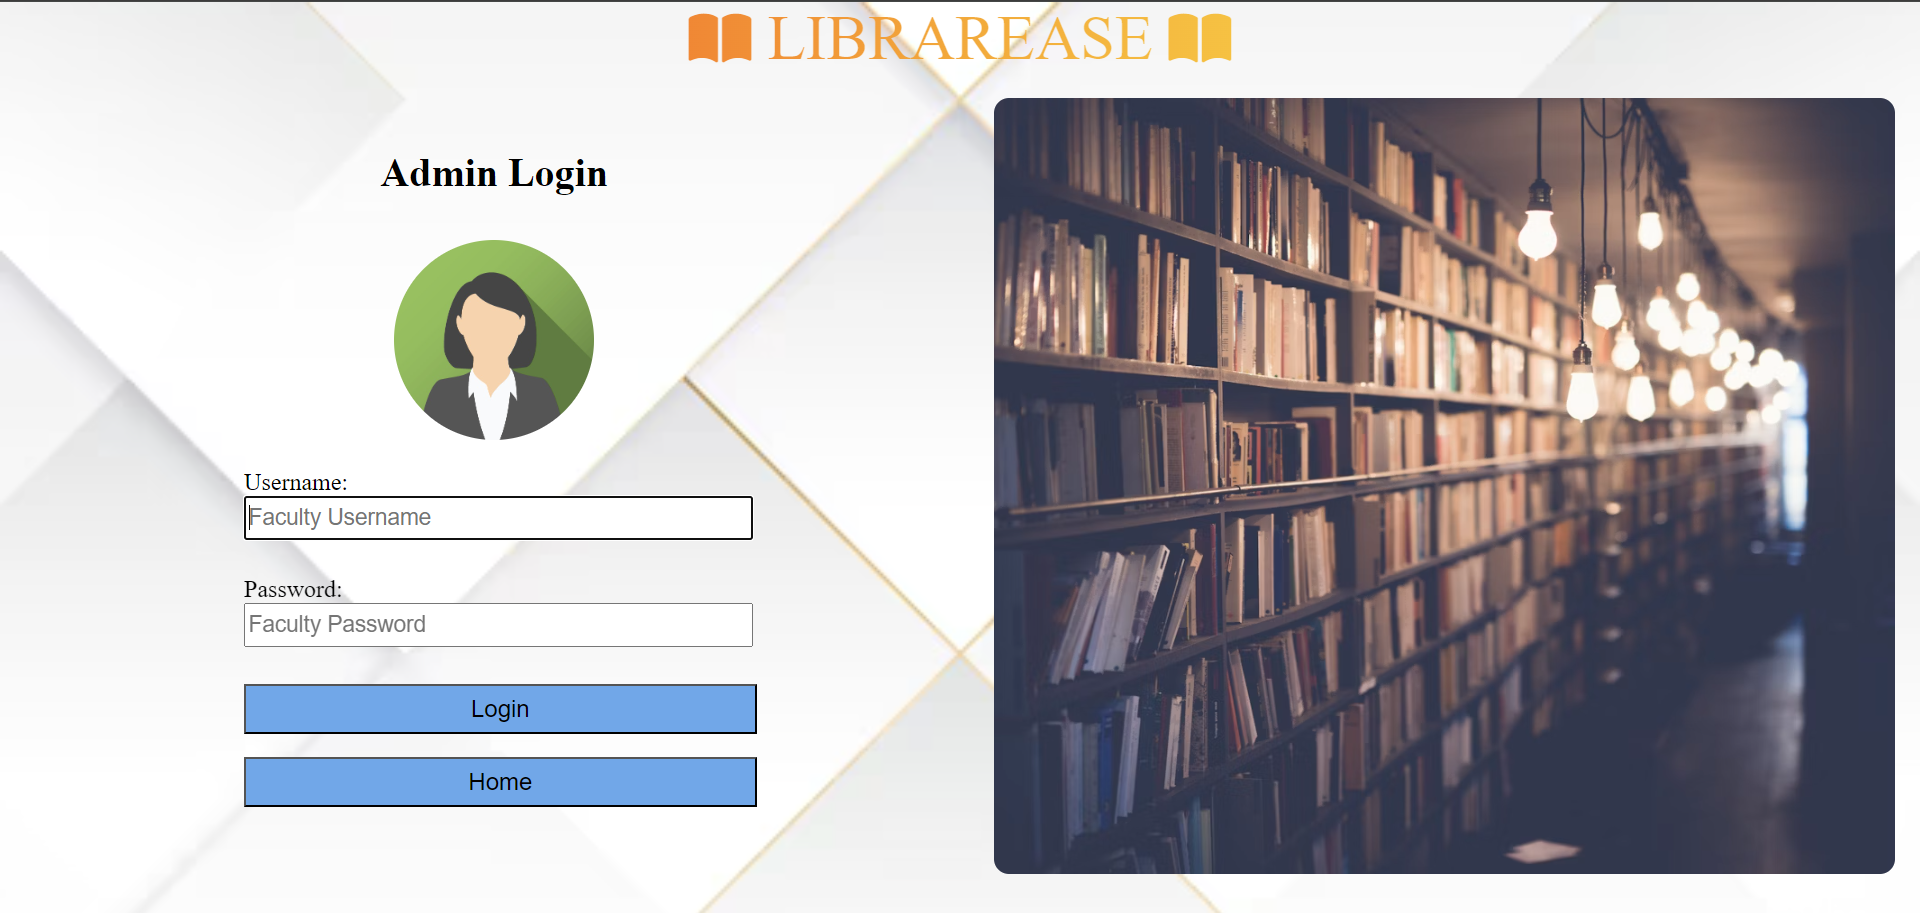 LIBRAREASE
Admin Login
Username:
Faculty Username
Password:
Faculty Password
Login
Home